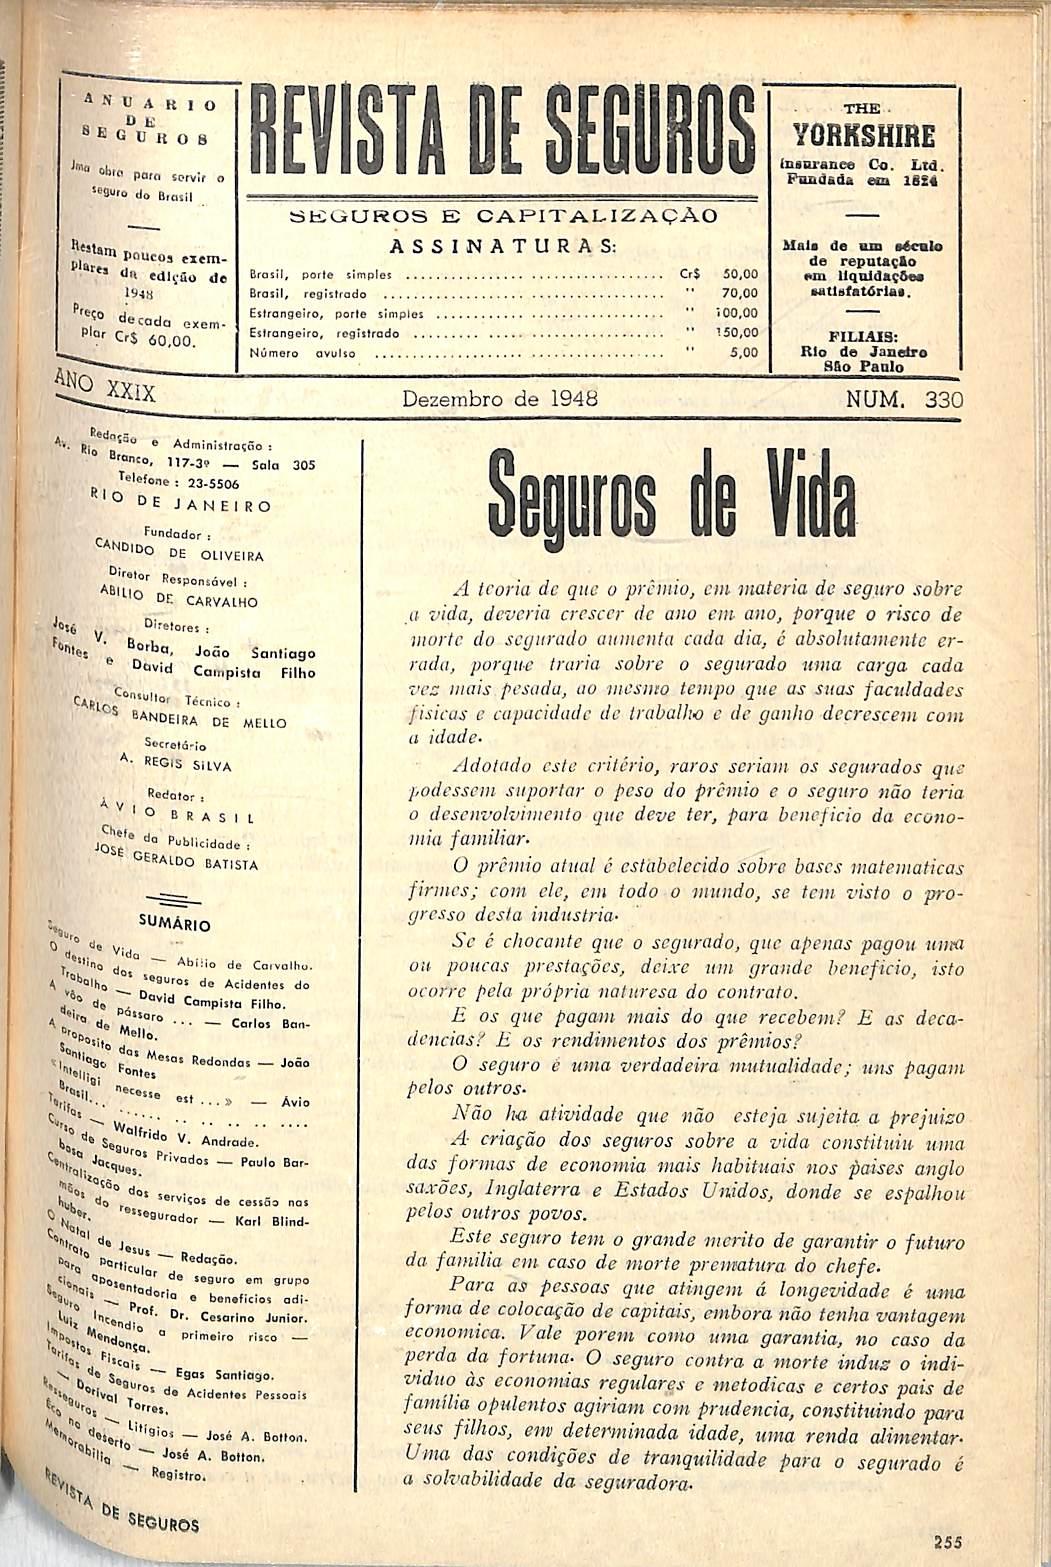 ANUARIO
DE
SEGUROS
Uma obra para servir o
seguro do Brasil
Restam poucos exem-
plares da edição de
1948
Preço de cada exem-
plar Cr$ 60,00.
REVISTA DE SEGUROS
SEGUROS E CAPITALIZAÇÃO
ASSINATURAS:
Brasil, porte simples ........ Cr$ 50,00
Brasil, registrado ........ " 70,00
Estrangeiro, porte simples ........ " 100,00
Estrangeiro, registrado ........ " 150,00
Número avulso ........ " 5,00
THE
YORKSHIRE
Insurance Co. Ltd.
Fundada em 1824
Mais de um século
de reputação
em liquidações
satisfatórias.
FILIAIS:
Rio de Janeiro
São Paulo
ANO XXIX Dezembro de 1948 NUM. 330
Redação e Administração :
Av. Rio Branco, 117-3º — Sala 305
Telefone : 23-5506
RIO DE JANEIRO
Fundador :
CANDIDO DE OLIVEIRA
Diretor Responsável :
ABILIO DE CARVALHO
Diretores :
José V. Borba, João Santiago
Fontes e David Campista Filho
Consultor Técnico :
CARLOS BANDEIRA DE MELLO
Secretário
A. REGIS SILVA
Redator :
ÁVIO BRASIL
Chefe da Publicidade :
JOSÉ GERALDO BATISTA
SUMÁRIO
Seguro de Vida — Abilio de Carvalho.
O destino dos seguros de Acidentes do
Trabalho — David Campista Filho.
A vôo de pássaro ... — Carlos Ban-
deira de Mello.
A proposito das Mesas Redondas — João
Santiago Fontes
«Intelligi necesse est ...» — Ávio
Brasil... ...... .. .. .. .. .. .... ....
Tarifas — Walfrido V. Andrade.
Curso de Seguros Privados — Paulo Bar-
bosa Jacques.
Centralização dos serviços de cessão nas
mãos do ressegurador — Karl Blind-
huber.
O Natal de Jesus — Redação.
Contrato particular de seguro em grupo
para aposentadoria e beneficios adi-
cionais — Prof. Dr. Cesarino Junior.
Seguro Incendio a primeiro risco —
Luiz Mendonça.
Impostos Fiscais — Egas Santiago.
Tarifas de Seguros de Acidentes Pessoais
— Dorival Torres.
Resseguros — Litígios — José A. Botton.
Eco no deserto — José A. Botton.
Memorabilia — Registro.
REVISTA DE SEGUROS
Seguros de Vida
A teoria de que o prêmio, em materia de seguro sobre
a vida, deveria crescer de ano em ano, porque o risco de
morte do segurado aumenta cada dia, é absolutamente er-
rada, porque traria sobre o segurado uma carga cada
vez mais pesada, ao mesmo tempo que as suas faculdades
fisicas e capacidade de trabalho e de ganho decrescem com
a idade.
Adotado este critério, raros seriam os segurados que
podessem suportar o peso do prêmio e o seguro não teria
o desenvolvimento que deve ter, para beneficio da econo-
mia familiar.
O prêmio atual é estabelecido sobre bases matematicas
firmes; com ele, em todo o mundo, se tem visto o pro-
gresso desta industria.
Se é chocante que o segurado, que apenas pagou uma
ou poucas prestações, deixe um grande beneficio, isto
ocorre pela própria naturesa do contrato.
E os que pagam mais do que recebem? E as deca-
dencias? E os rendimentos dos prêmios?
O seguro é uma verdadeira mutualidade; uns pagam
pelos outros.
Não ha atividade que não esteja sujeita a prejuizo
A criação dos seguros sobre a vida constituiu uma
das formas de economia mais habituais nos paises anglo
saxões, Inglaterra e Estados Unidos, donde se espalhou
pelos outros povos.
Este seguro tem o grande merito de garantir o futuro
da familia em caso de morte prematura do chefe.
Para as pessoas que atingem á longevidade é uma
forma de colocação de capitais, embora não tenha vantagem
economica. Vale porem como uma garantia, no caso da
perda da fortuna. O seguro contra a morte induz o indi-
viduo às economias regulares e metodicas e certos pais de
família opulentos agiriam com prudencia, constituindo para
seus filhos, em determinada idade, uma renda alimentar.
Uma das condições de tranquilidade para o segurado é
a solvabilidade da seguradora.
255